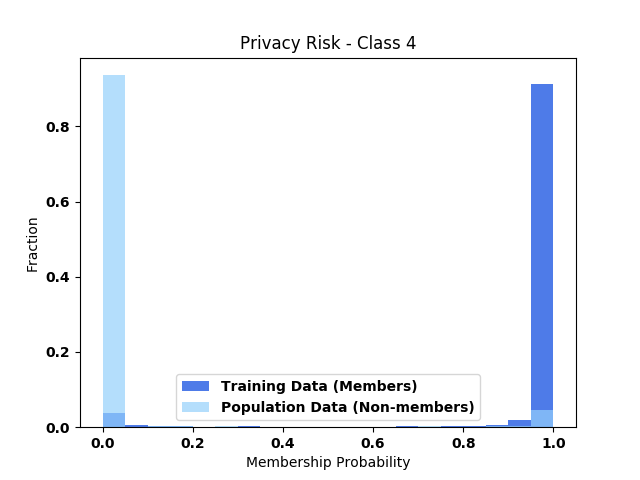 Privacy Risk - Class 4
Fraction
0.8
0.6
0.4
0.2
0.0
Training Data (Members)
Population Data (Non-members)
0.0 0.2 0.4 0.6 0.8 1.0
Membership Probability